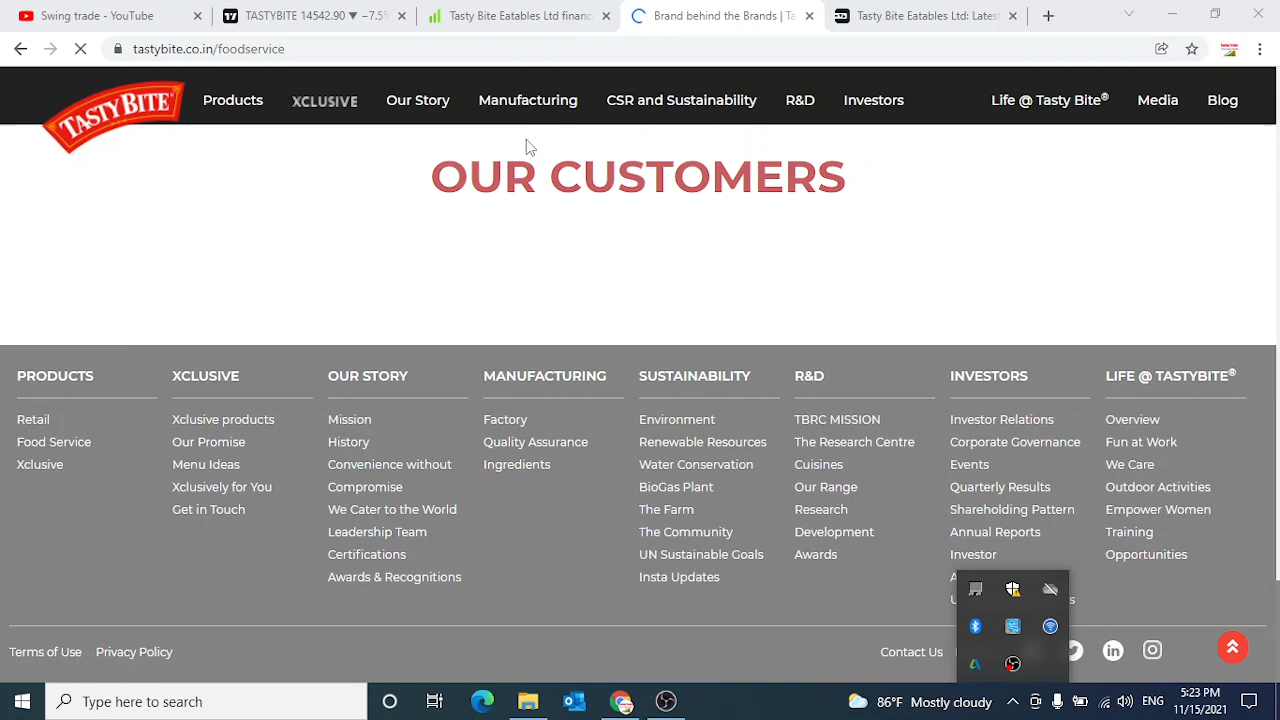 Swing trade - YouTube
TASTYBITE 14542.90 ▼ −7.5%
Tasty Bite Eatables Ltd financ
Brand behind the Brands | Ta
Tasty Bite Eatables Ltd: Latest
tastybite.co.in/foodservice
TASTY BITE®
Products
XCLUSIVE
Our Story
Manufacturing
CSR and Sustainability
R&D
Investors
Life @ Tasty Bite®
Media
Blog
OUR CUSTOMERS
PRODUCTS
Retail
Food Service
Xclusive
XCLUSIVE
Xclusive products
Our Promise
Menu Ideas
Xclusively for You
Get in Touch
OUR STORY
Mission
History
Convenience without
Compromise
We Cater to the World
Leadership Team
Certifications
Awards & Recognitions
MANUFACTURING
Factory
Quality Assurance
Ingredients
SUSTAINABILITY
Environment
Renewable Resources
Water Conservation
BioGas Plant
The Farm
The Community
UN Sustainable Goals
Insta Updates
R&D
TBRC MISSION
The Research Centre
Cuisines
Our Range
Research
Development
Awards
INVESTORS
Investor Relations
Corporate Governance
Events
Quarterly Results
Shareholding Pattern
Annual Reports
Investor
LIFE @ TASTYBITE®
Overview
Fun at Work
We Care
Outdoor Activities
Empower Women
Training
Opportunities
Terms of Use
Privacy Policy
Contact Us
Type here to search
86°F Mostly cloudy
ENG
5:23 PM
11/15/2021